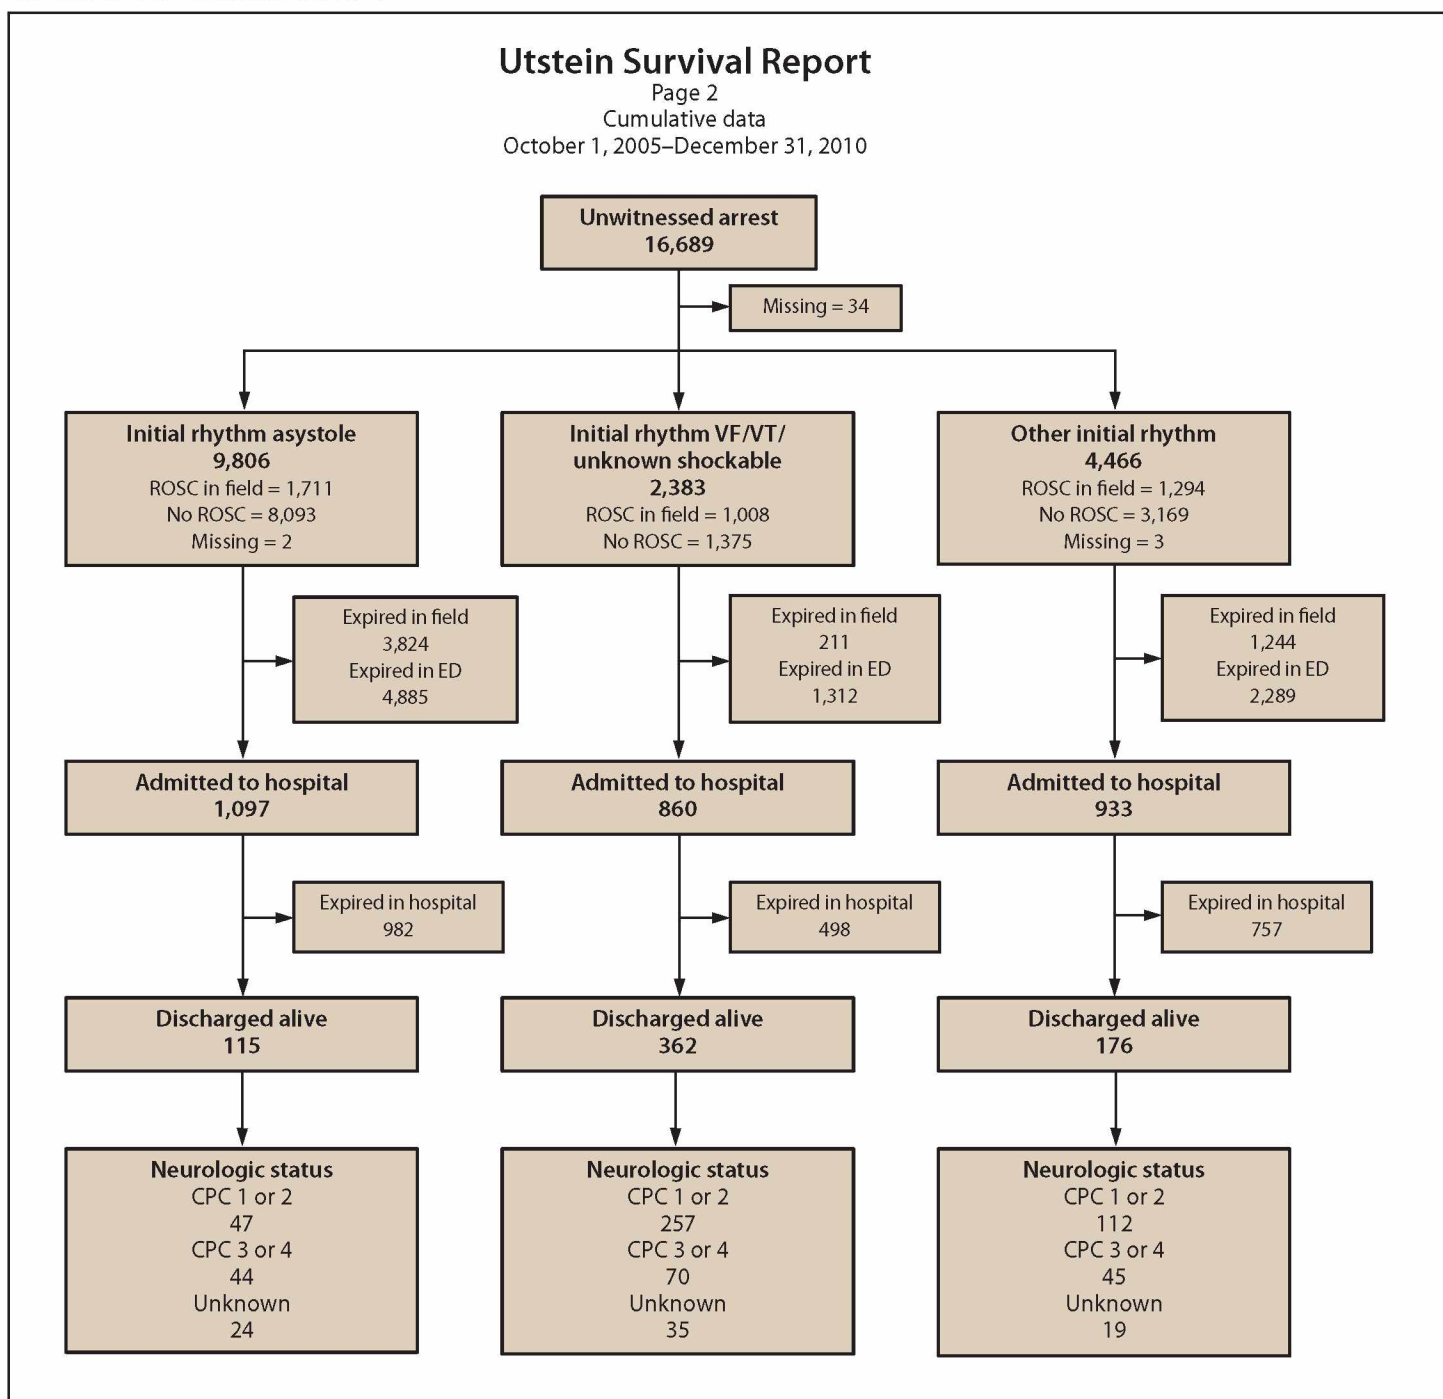 Utstein Survival Report
Page 2
Cumulative data
October 1, 2005–December 31, 2010
Unwitnessed arrest
16,689
Missing = 34
Initial rhythm asystole
9,806
ROSC in field = 1,711
No ROSC = 8,093
Missing = 2
Initial rhythm VF/VT/
unknown shockable
2,383
ROSC in field = 1,008
No ROSC = 1,375
Other initial rhythm
4,466
ROSC in field = 1,294
No ROSC = 3,169
Missing = 3
Expired in field
3,824
Expired in ED
4,885
Expired in field
211
Expired in ED
1,312
Expired in field
1,244
Expired in ED
2,289
Admitted to hospital
1,097
Admitted to hospital
860
Admitted to hospital
933
Expired in hospital
982
Expired in hospital
498
Expired in hospital
757
Discharged alive
115
Discharged alive
362
Discharged alive
176
Neurologic status
CPC 1 or 2
47
CPC 3 or 4
44
Unknown
24
Neurologic status
CPC 1 or 2
257
CPC 3 or 4
70
Unknown
35
Neurologic status
CPC 1 or 2
112
CPC 3 or 4
45
Unknown
19